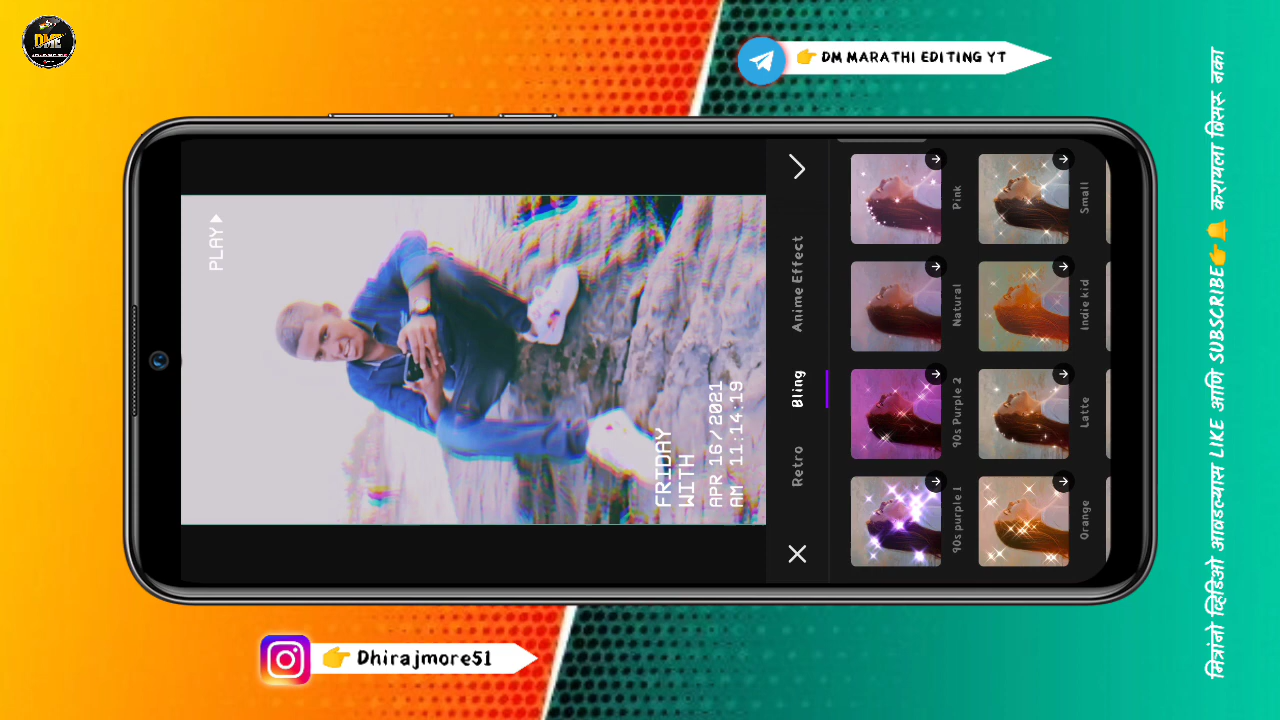 DME
DM MARATHI EDITING YT
PLAY
FRIDAY
WITH
APR 16/2021
AM 11:14:19
Anime Effect
Bling
Retro
Pink
Natural
90s Purple 2
90s purple 1
Small
Indie kid
Latte
Orange
Dhirajmore51
मित्रांनो व्हिडिओ आवडल्यास LIKE आणि SUBSCRIBE👉🔔 करायला विसरू नका